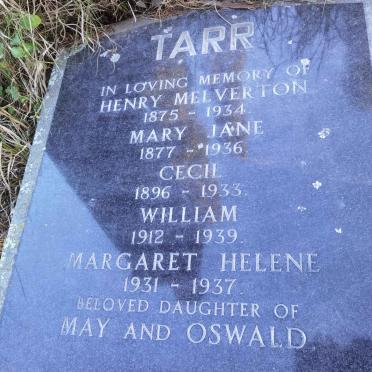 TARR
IN LOVING MEMORY OF
HENRY MELVERTON
1875 - 1934.
MARY JANE
1877 - 1936.
CECIL
1896 - 1933.
WILLIAM
1912 - 1939.
MARGARET HELENE
1931 - 1937.
BELOVED DAUGHTER OF
MAY AND OSWALD